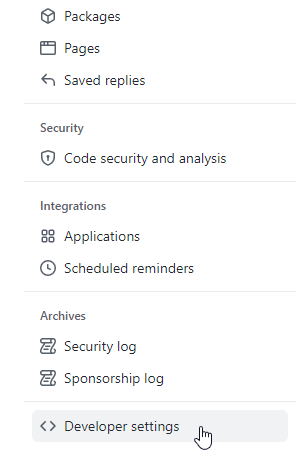 Packages
Pages
Saved replies
Security
Code security and analysis
Integrations
Applications
Scheduled reminders
Archives
Security log
Sponsorship log
Developer settings